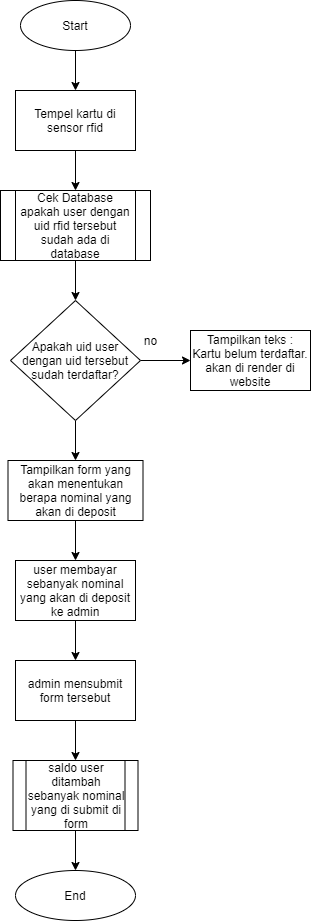 Start
Tempel kartu di
sensor rfid
Cek Database
apakah user dengan
uid rfid tersebut
sudah ada di
database
Apakah uid user
dengan uid tersebut
sudah terdaftar?
no
Tampilkan teks :
Kartu belum terdaftar.
akan di render di
website
Tampilkan form yang
akan menentukan
berapa nominal yang
akan di deposit
user membayar
sebanyak nominal
yang akan di deposit
ke admin
admin mensubmit
form tersebut
saldo user
ditambah
sebanyak nominal
yang di submit di
form
End